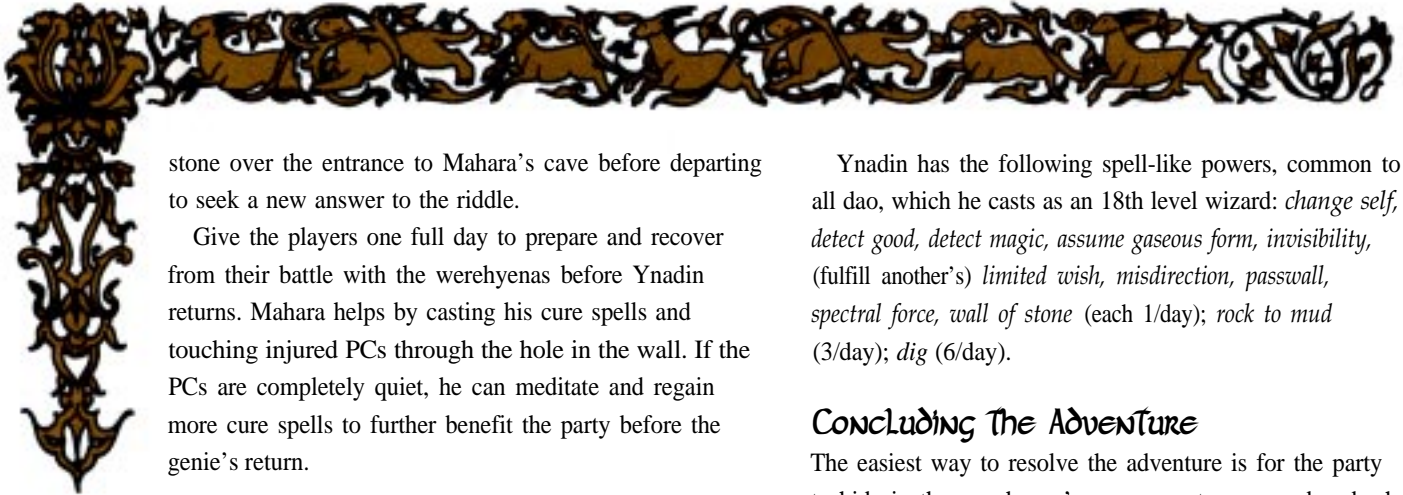 stone over the entrance to Mahara’s cave before departing
to seek a new answer to the riddle.
Give the players one full day to prepare and recover
from their battle with the werehyenas before Ynadin
returns. Mahara helps by casting his cure spells and
touching injured PCs through the hole in the wall. If the
PCs are completely quiet, he can meditate and regain
more cure spells to further benefit the party before the
genie’s return.
Ynadin has the following spell-like powers, common to
all dao, which he casts as an 18th level wizard: change self,
detect good, detect magic, assume gaseous form, invisibility,
(fulfill another’s) limited wish, misdirection, passwall,
spectral force, wall of stone (each 1/day); rock to mud
(3/day); dig (6/day).
Concluding The Adventure
The easiest way to resolve the adventure is for the party